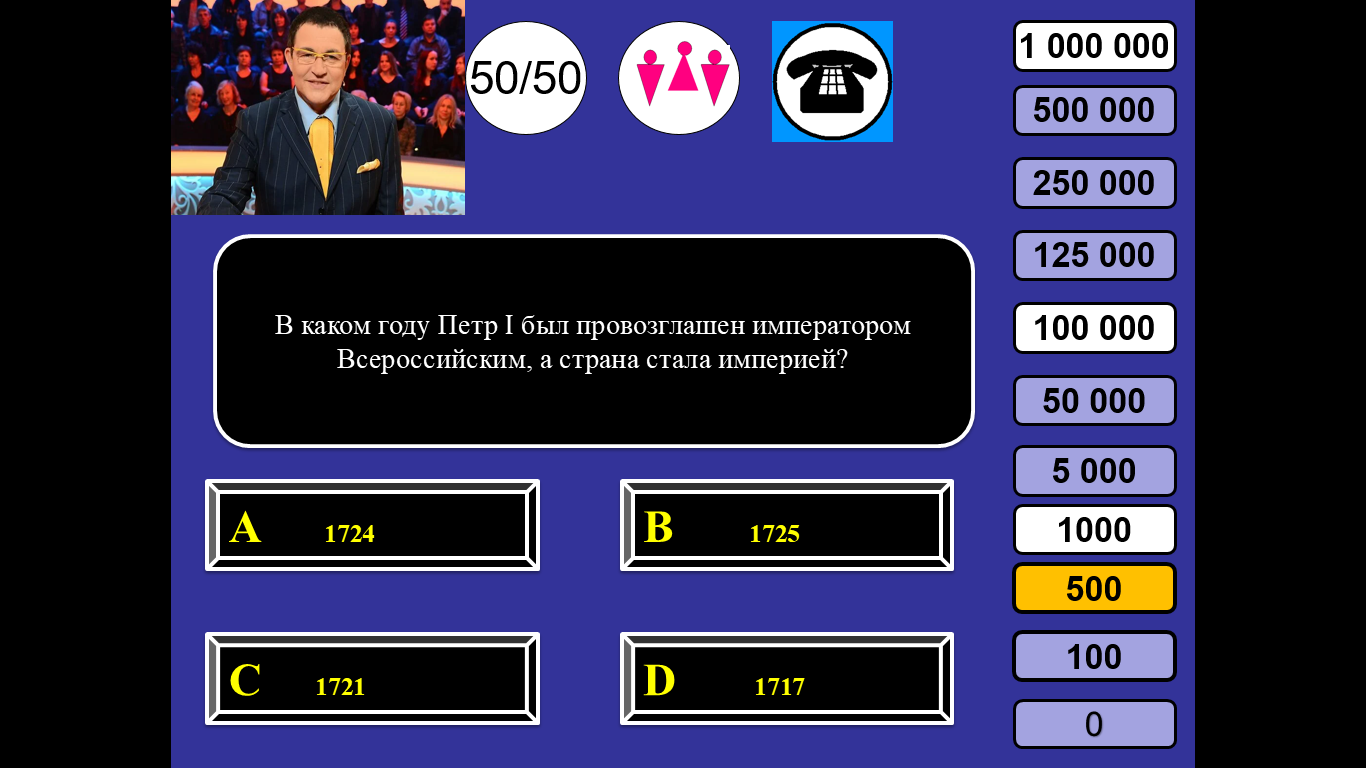 50/50
1 000 000
500 000
250 000
125 000
100 000
50 000
5 000
1000
500
100
0
В каком году Петр I был провозглашен императором
Всероссийским, а страна стала империей?
A 1724
B 1725
C 1721
D 1717